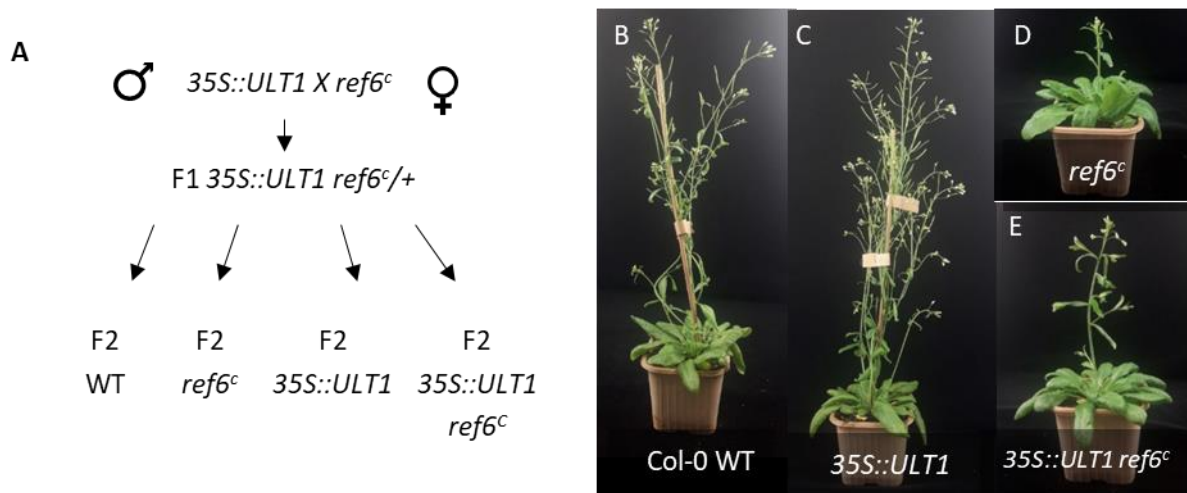 A
♂ 35S::ULT1 X ref6ᶜ ♀
F1 35S::ULT1 ref6ᶜ/+
F2 F2 F2 F2
WT ref6ᶜ 35S::ULT1 35S::ULT1
ref6ᶜ
B
Col-0 WT
C
35S::ULT1
D
ref6ᶜ
E
35S::ULT1 ref6ᶜ